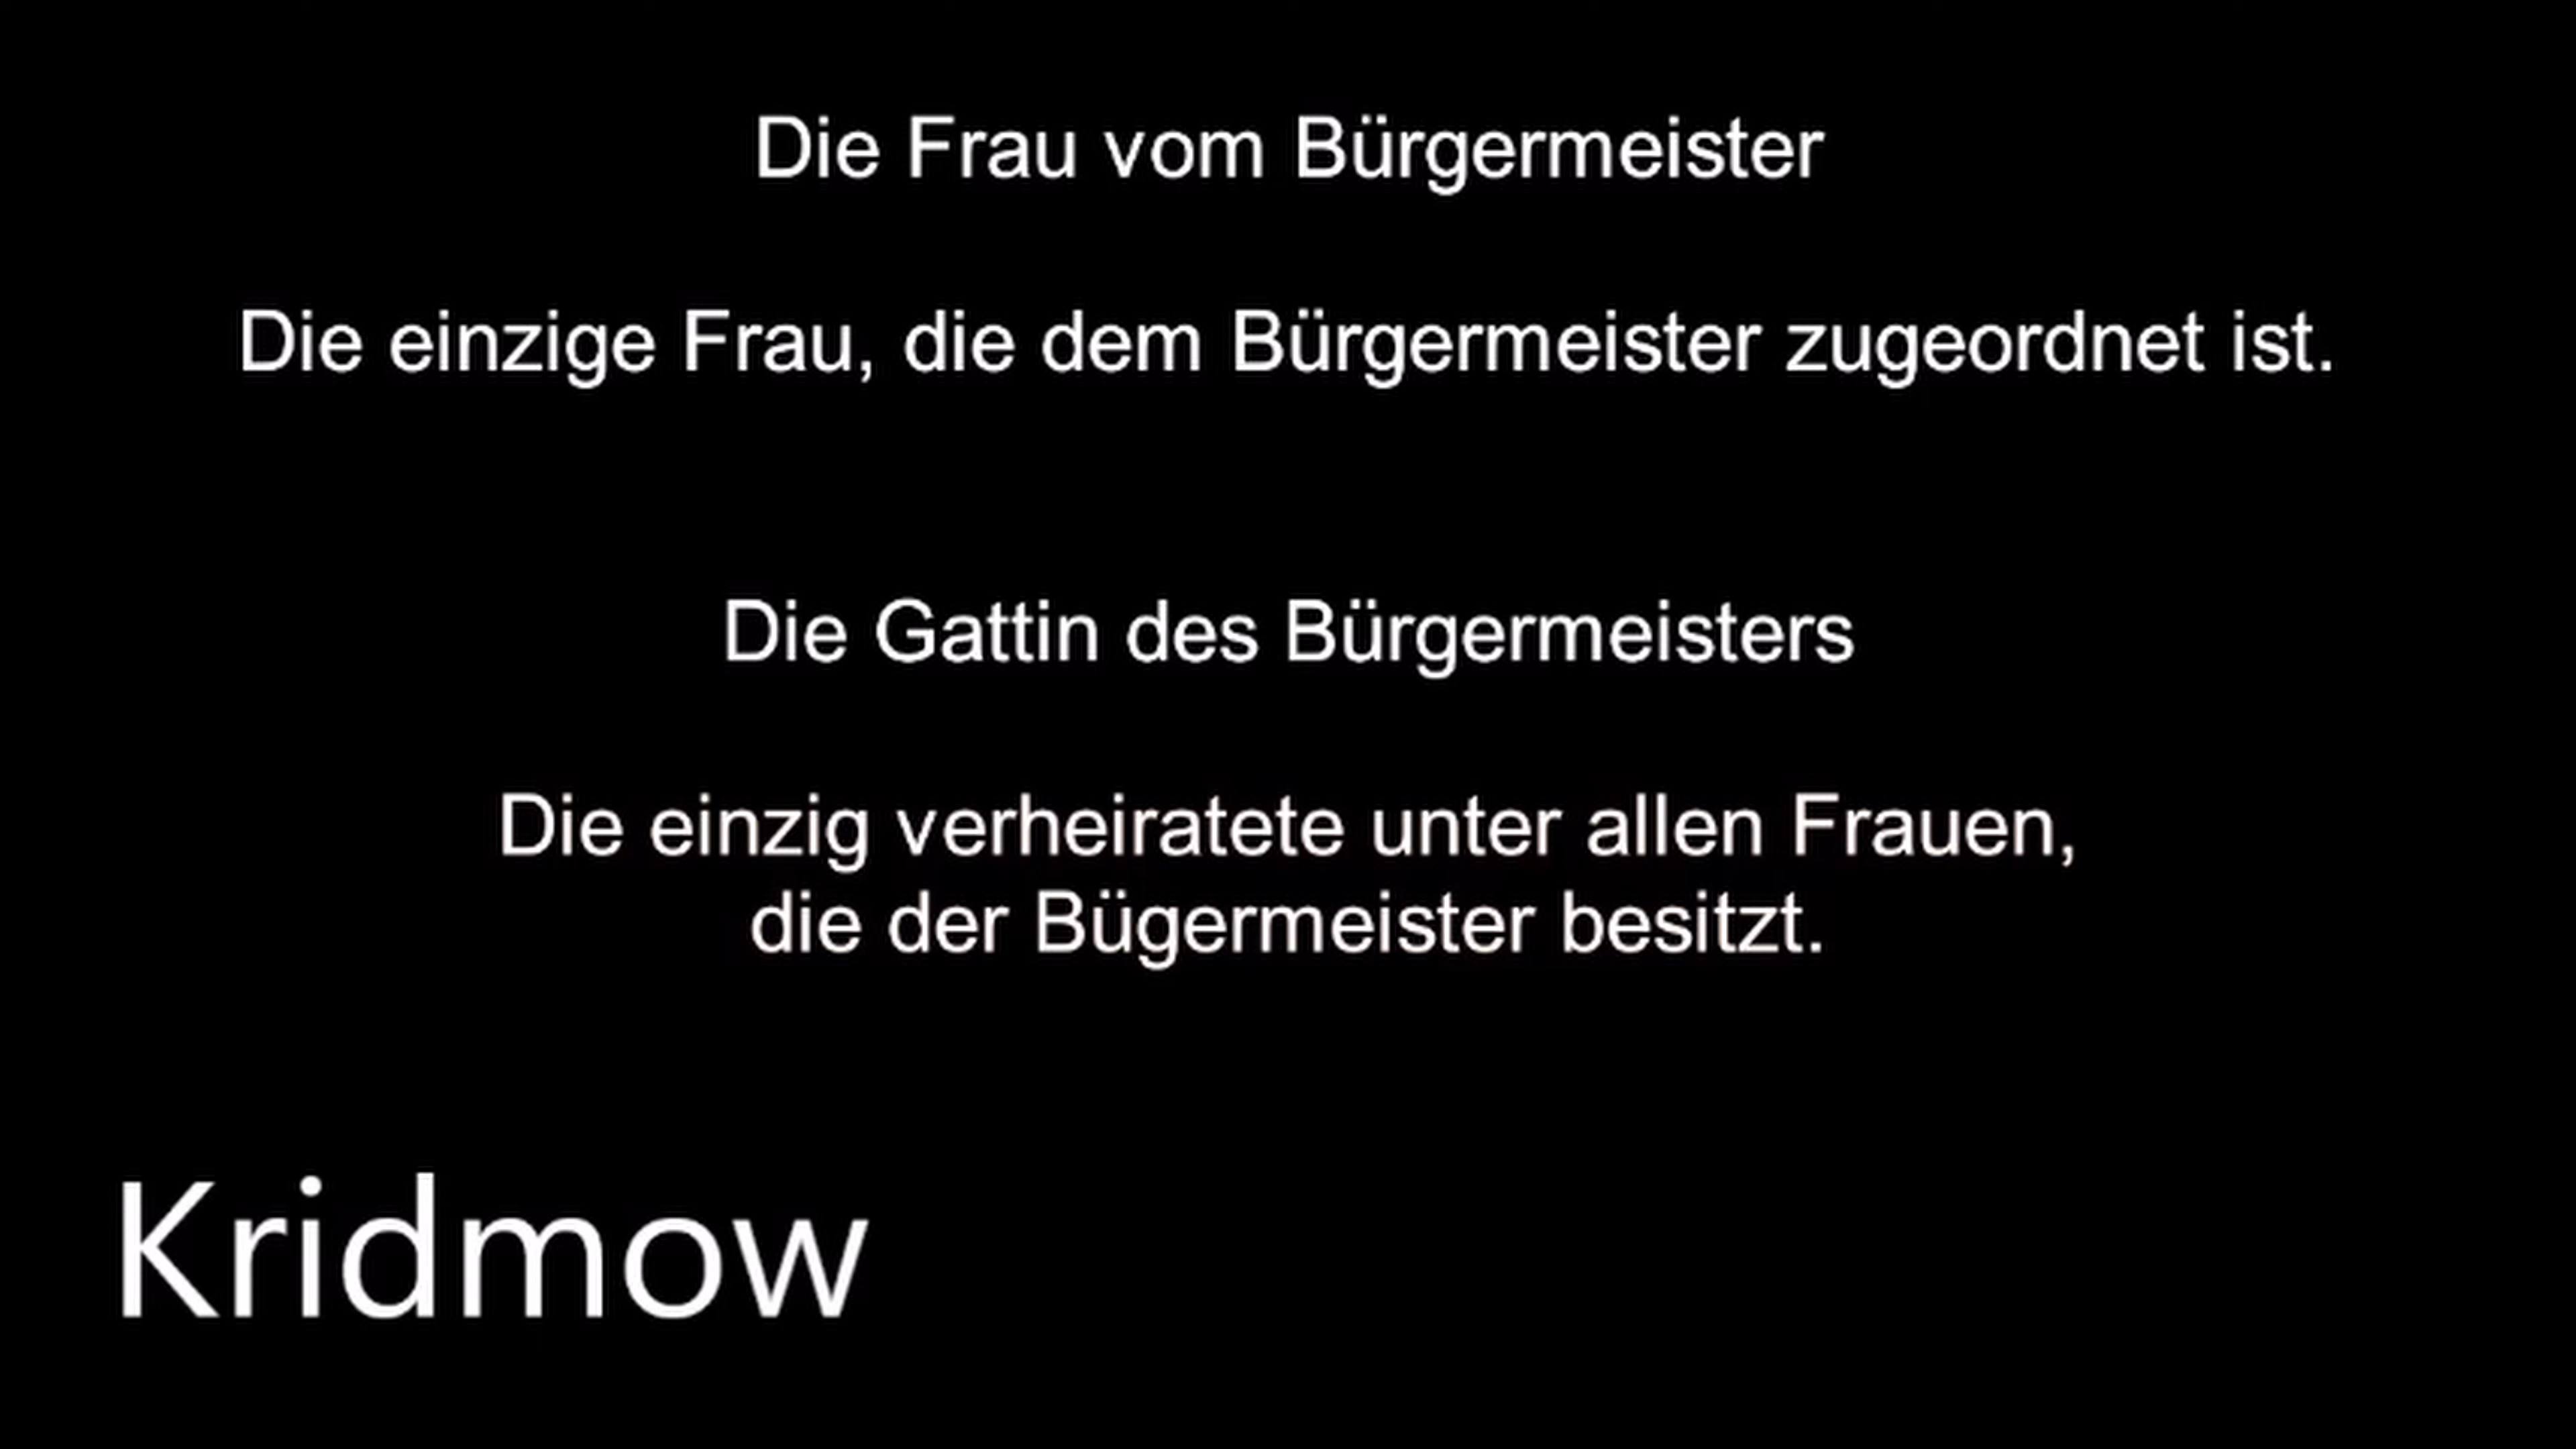 Die Frau vom Bürgermeister
Die einzige Frau, die dem Bürgermeister zugeordnet ist.
Die Gattin des Bürgermeisters
Die einzig verheiratete unter allen Frauen,
die der Bügermeister besitzt.
Kridmow